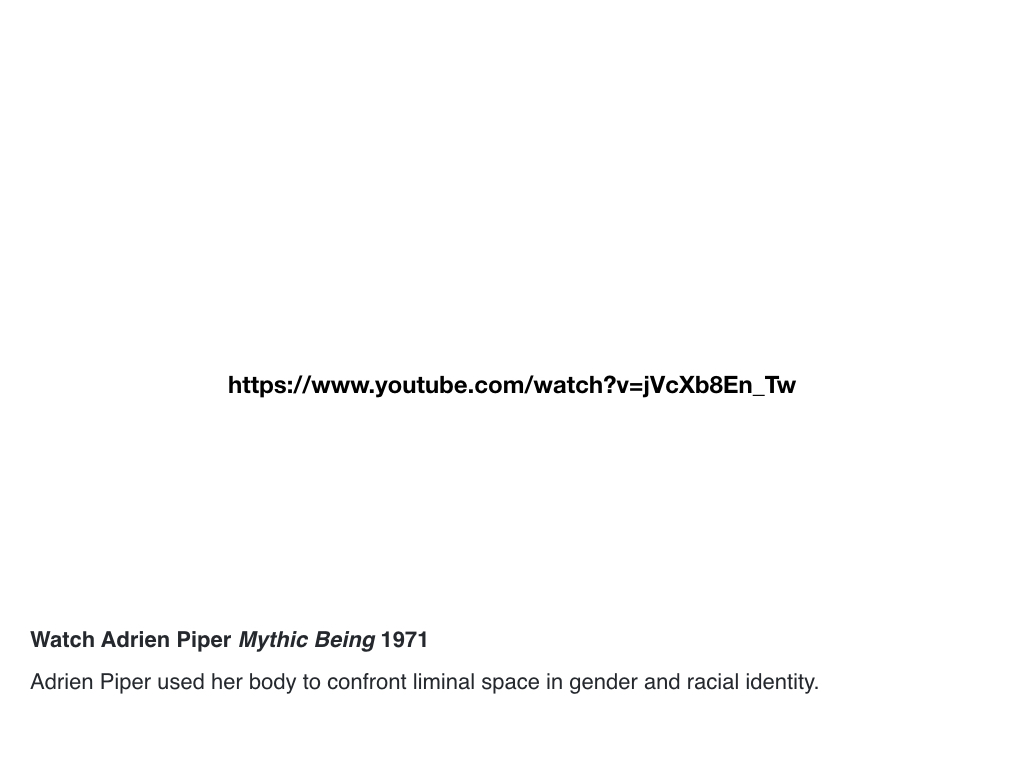 https://www.youtube.com/watch?v=jVcXb8En_Tw
Watch Adrien Piper Mythic Being 1971
Adrien Piper used her body to confront liminal space in gender and racial identity.